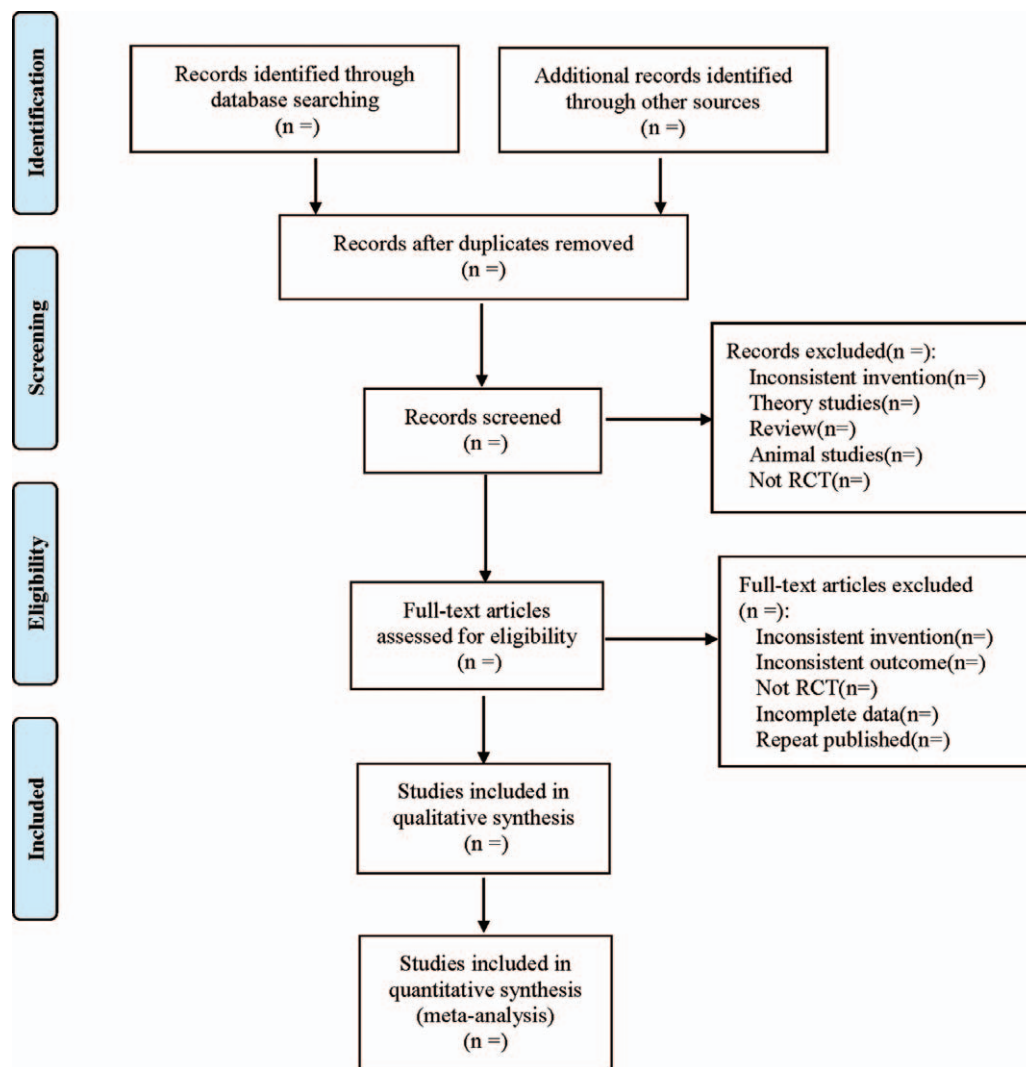 Identification
Records identified through
database searching
(n =)
Additional records identified
through other sources
(n =)
Screening
Records after duplicates removed
(n =)
Records screened
(n =)
Records excluded(n =):
Inconsistent invention(n=)
Theory studies(n=)
Review(n=)
Animal studies(n=)
Not RCT(n=)
Eligibility
Full-text articles
assessed for eligibility
(n =)
Full-text articles excluded
(n =):
Inconsistent invention(n=)
Inconsistent outcome(n=)
Not RCT(n=)
Incomplete data(n=)
Repeat published(n=)
Included
Studies included in
qualitative synthesis
(n =)
Studies included in
quantitative synthesis
(meta-analysis)
(n =)